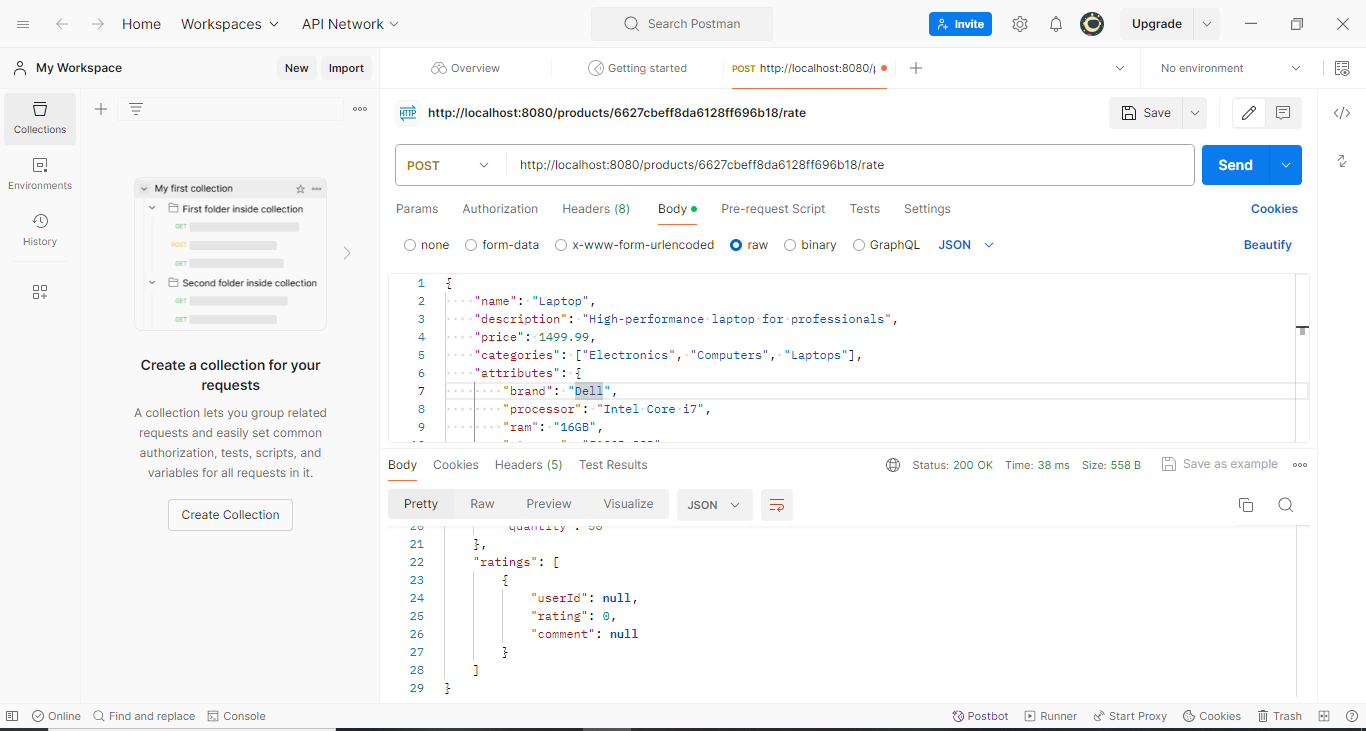 Home Workspaces API Network Search Postman Invite Upgrade
My Workspace New Import Overview Getting started POST http://localhost:8080/p No environment
Collections
Environments
History
My first collection
First folder inside collection
GET
POST
GET
Second folder inside collection
GET
GET
Create a collection for your
requests
A collection lets you group related
requests and easily set common
authorization, tests, scripts, and
variables for all requests in it.
Create Collection
HTTP http://localhost:8080/products/6627cbeff8da6128ff696b18/rate Save
POST http://localhost:8080/products/6627cbeff8da6128ff696b18/rate Send
Params Authorization Headers (8) Body Pre-request Script Tests Settings Cookies
none form-data x-www-form-urlencoded raw binary GraphQL JSON Beautify
1 {
2 "name": "Laptop",
3 "description": "High-performance laptop for professionals",
4 "price": 1499.99,
5 "categories": ["Electronics", "Computers", "Laptops"],
6 "attributes": {
7 "brand": "Dell",
8 "processor": "Intel Core i7",
9 "ram": "16GB",
Body Cookies Headers (5) Test Results Status: 200 OK Time: 38 ms Size: 558 B Save as example
Pretty Raw Preview Visualize JSON
20 "quantity": 50
21 },
22 "ratings": [
23 {
24 "userId": null,
25 "rating": 0,
26 "comment": null
27 }
28 ]
29 }
Online Find and replace Console Postbot Runner Start Proxy Cookies Trash